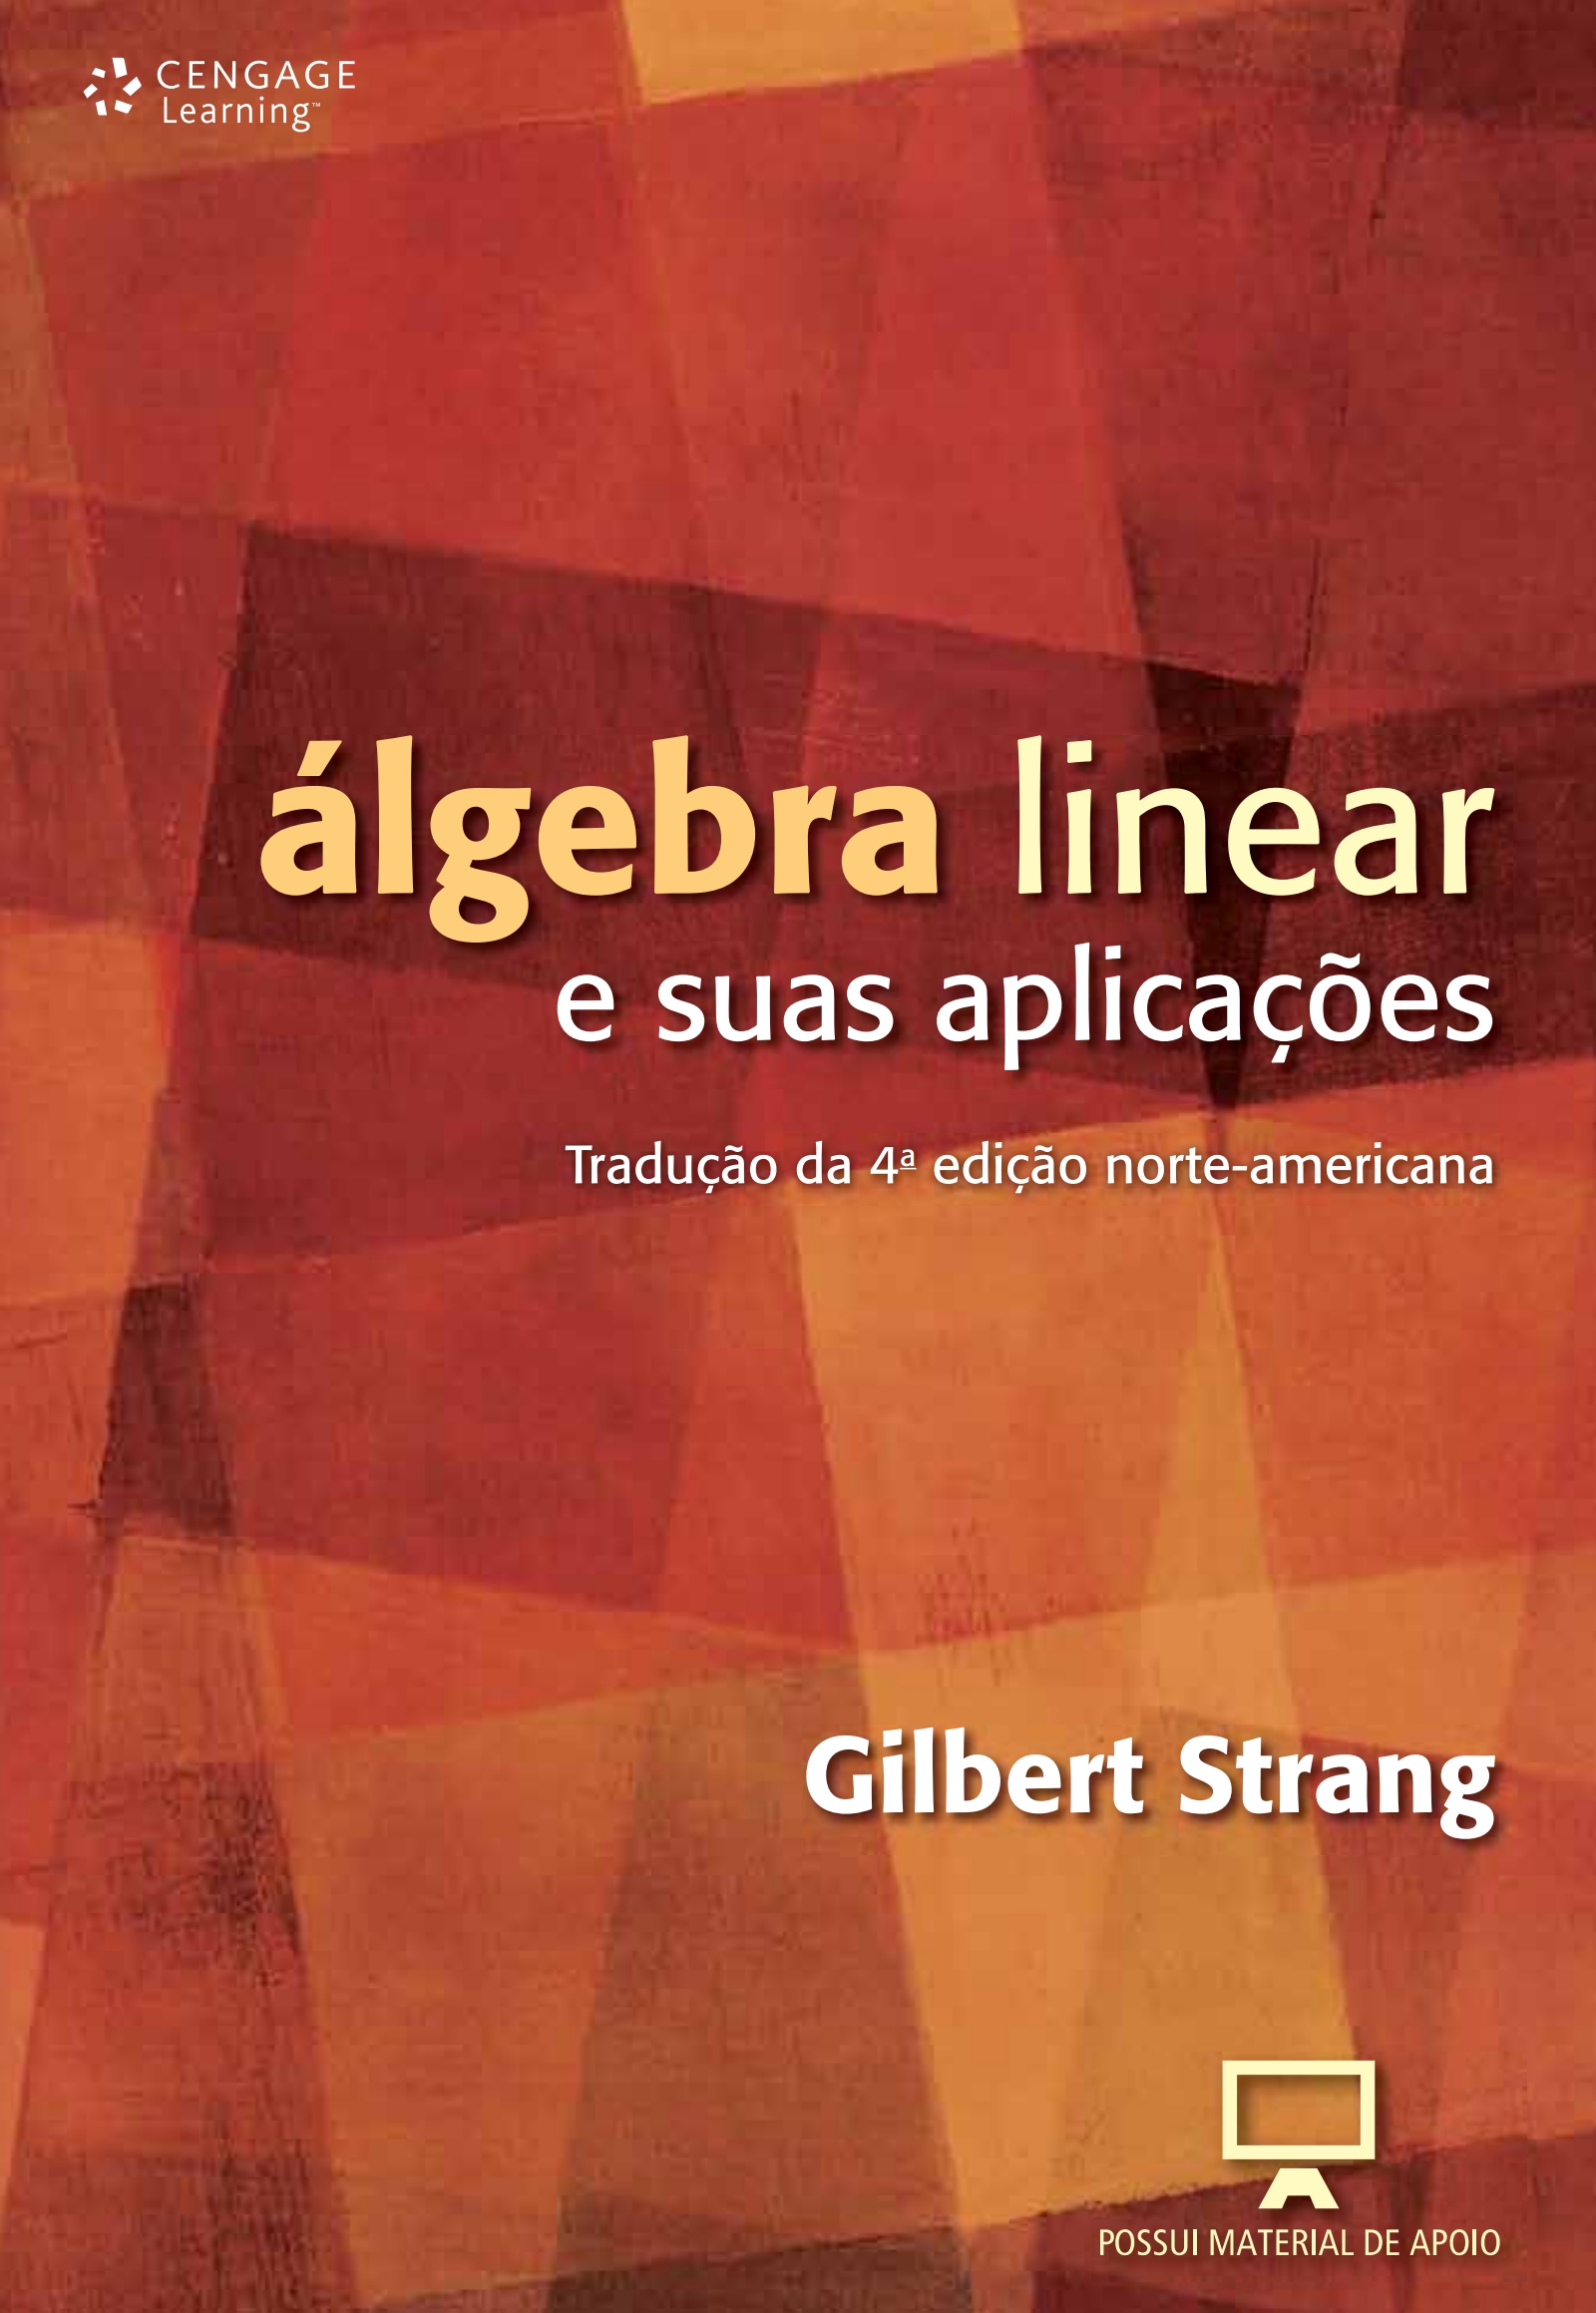 CENGAGE
Learning™
álgebra linear
e suas aplicações
Tradução da 4ª edição norte-americana
Gilbert Strang
POSSUI MATERIAL DE APOIO